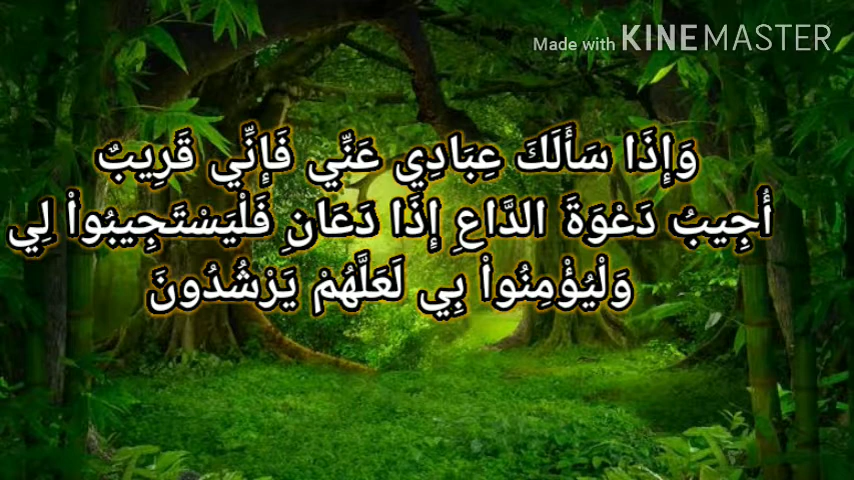 Made with KINEMASTER
وَإِذَا سَأَلَكَ عِبَادِي عَنِّي فَإِنِّي قَرِيبٌ
أُجِيبُ دَعْوَةَ الدَّاعِ إِذَا دَعَانِ فَلْيَسْتَجِيبُواْ لِي
وَلْيُؤْمِنُواْ بِي لَعَلَّهُمْ يَرْشُدُونَ